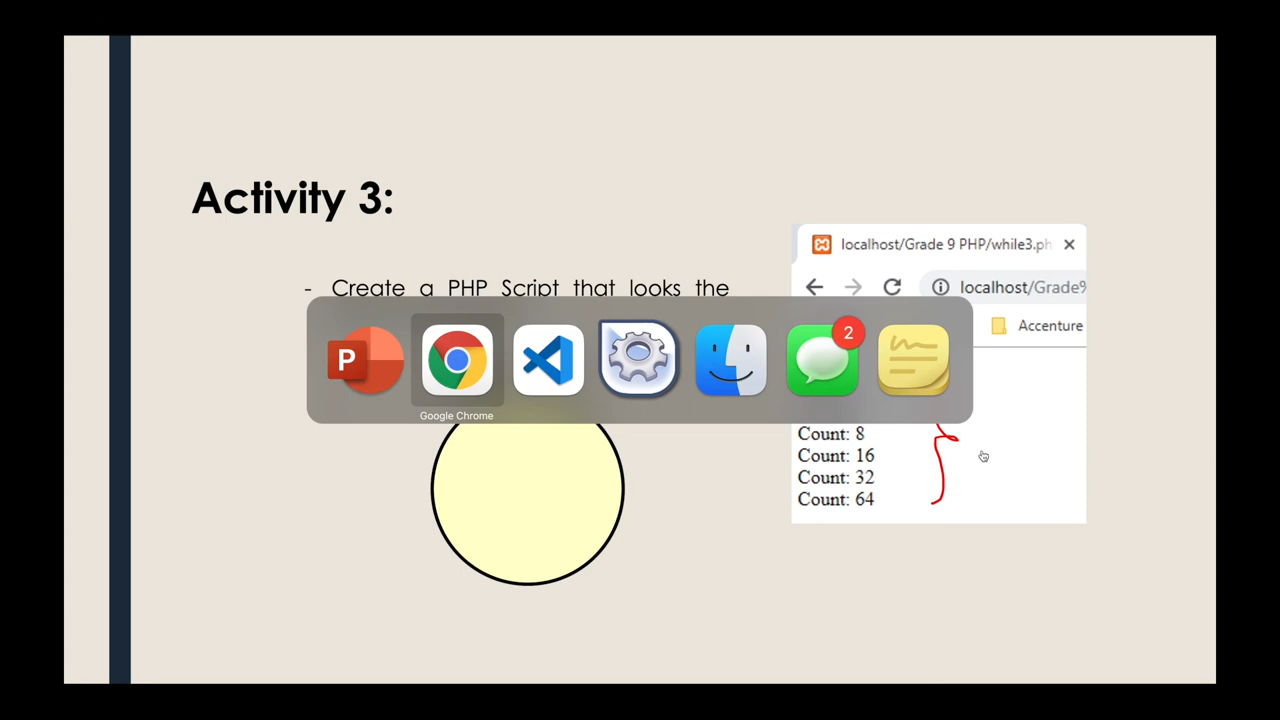 Activity 3:
- Create a PHP Script that looks the
localhost/Grade 9 PHP/while3.ph
localhost/Grade9
Accenture
P
2
Google Chrome
Count: 8
Count: 16
Count: 32
Count: 64